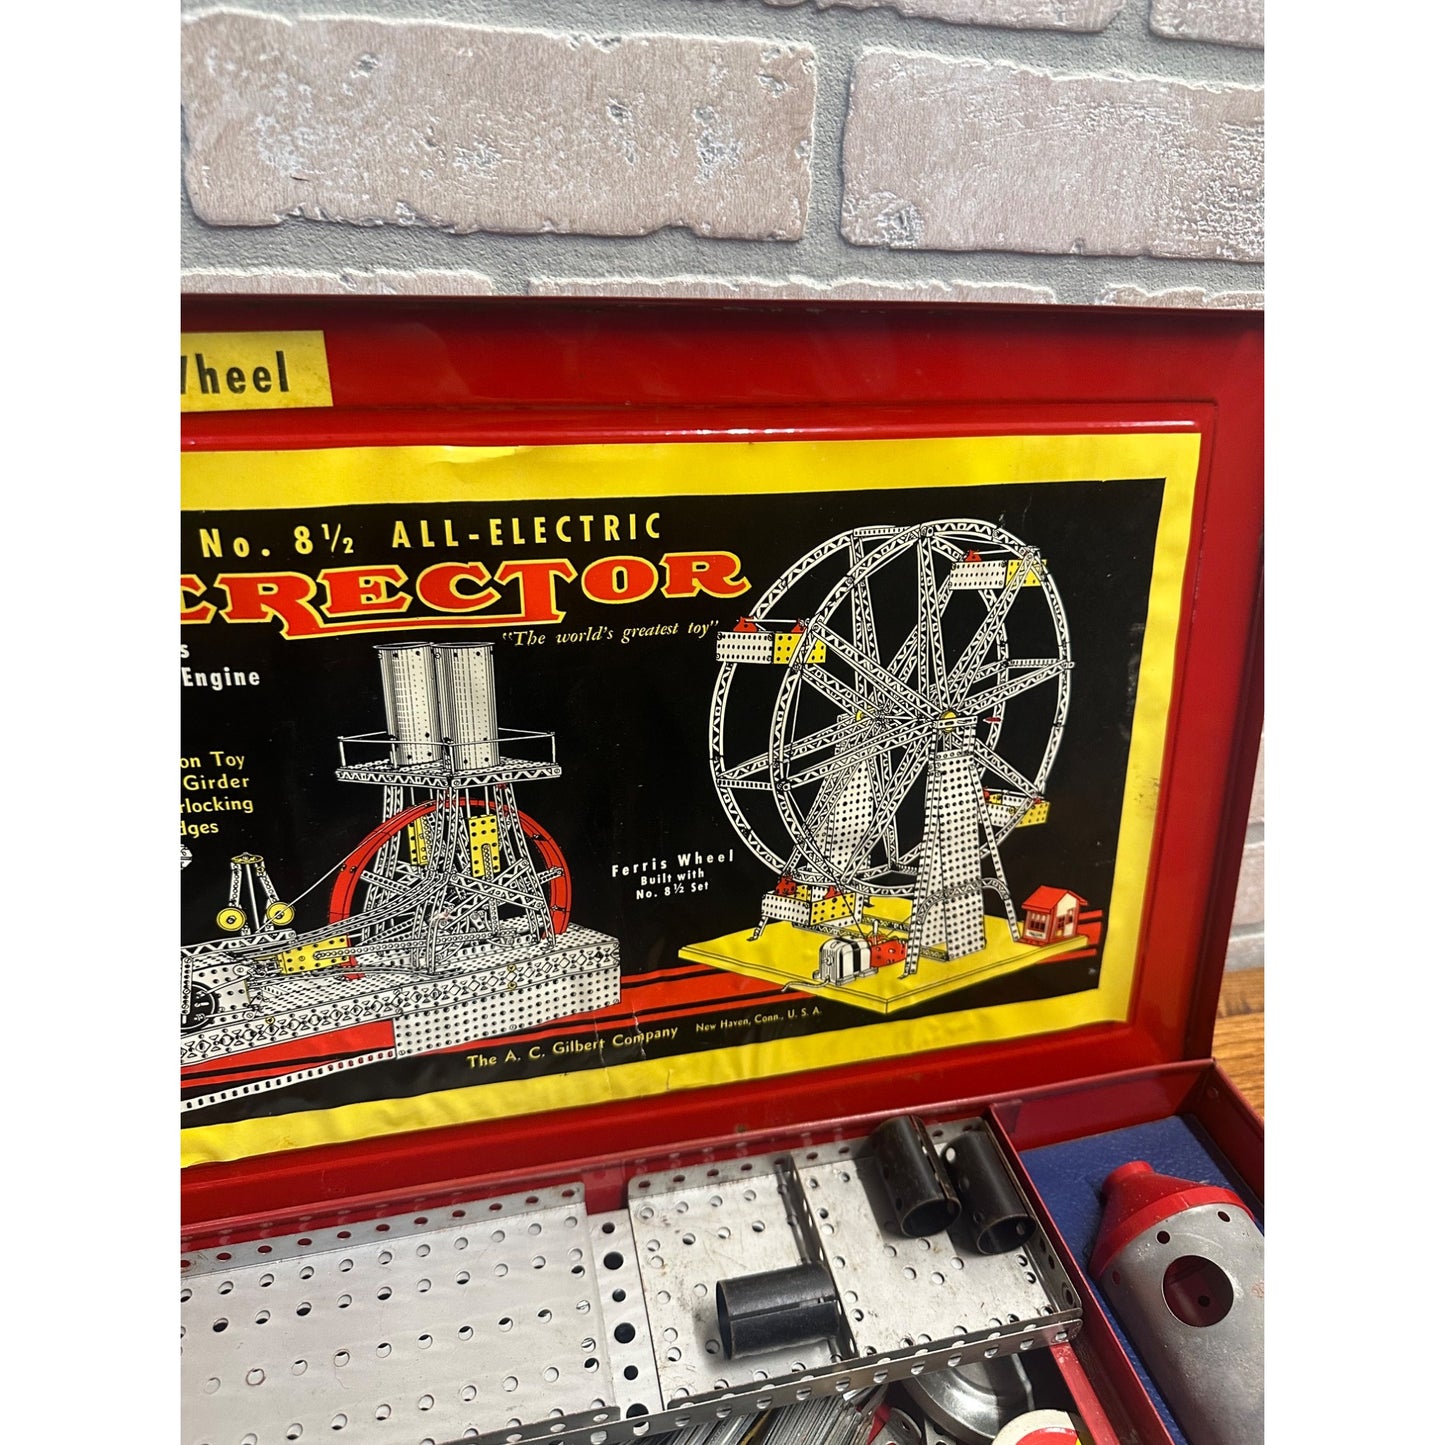 Wheel
No. 8½ ALL-ELECTRIC
ERECTOR
"The world's greatest toy"
s
Engine
on Toy
Girder
rlocking
dges
Ferris Wheel
Built with
No. 8½ Set
The A. C. Gilbert Company New Haven, Conn., U. S. A.